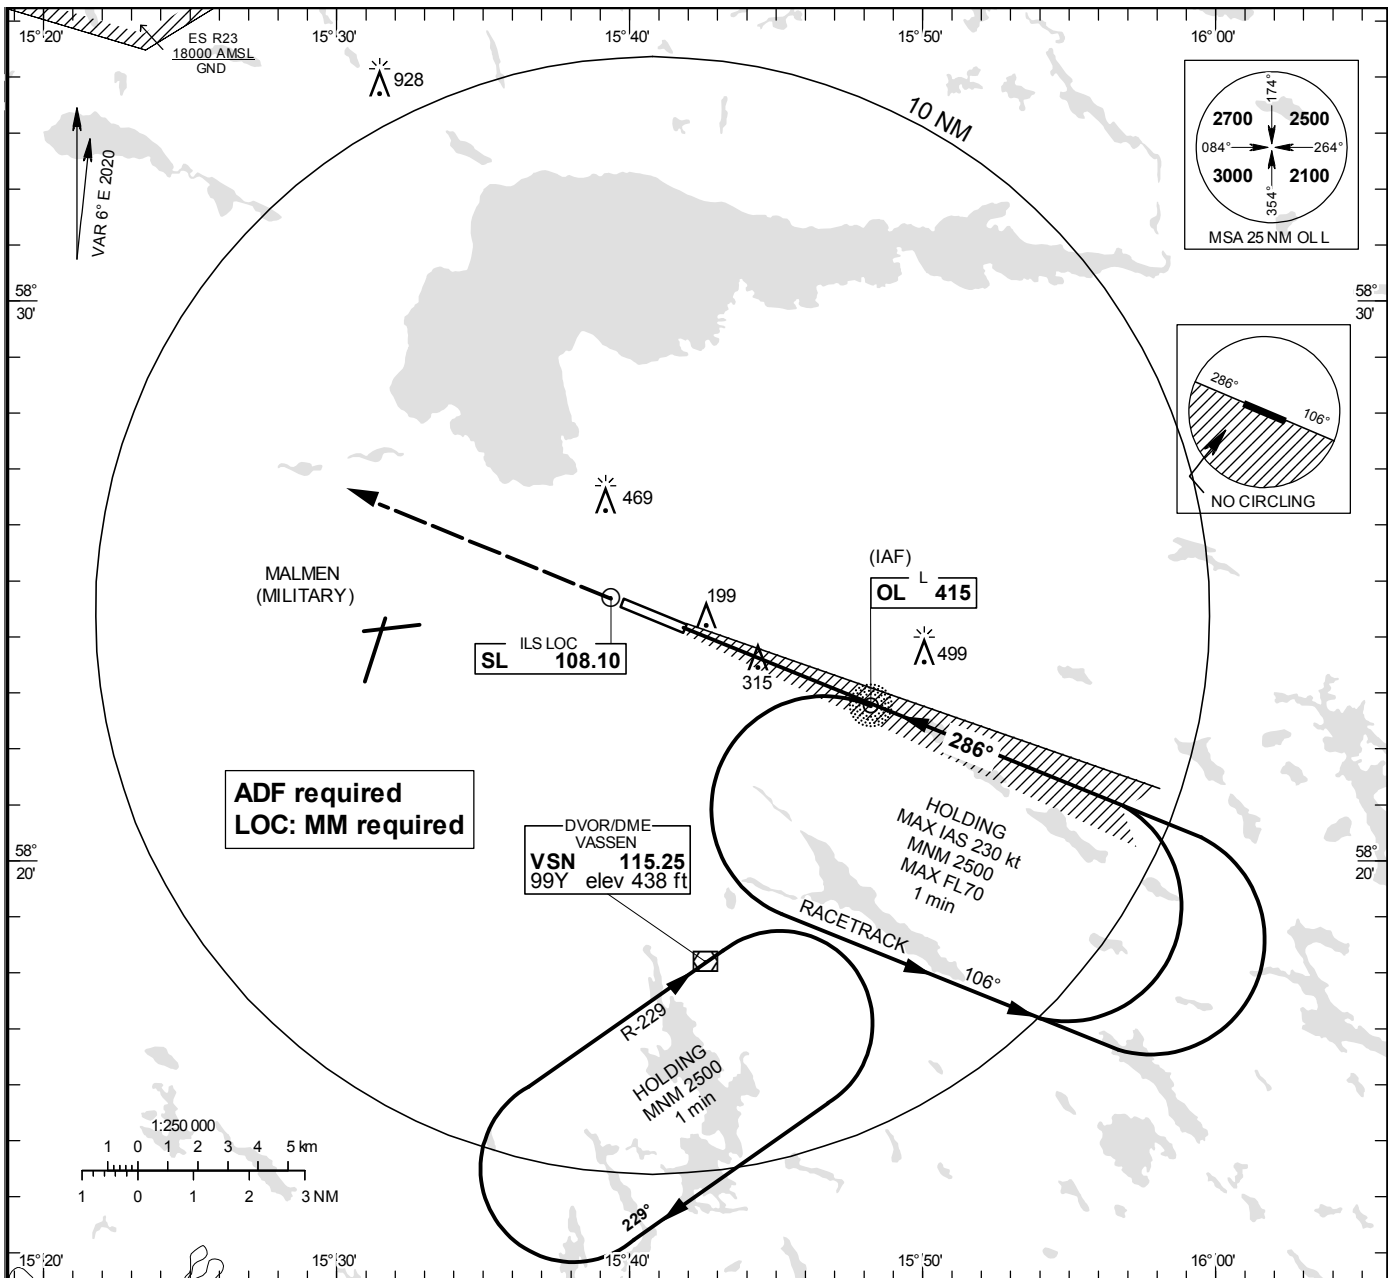 15°20'
15°30'
15°40'
15°50'
16°00'
ES R23
18000 AMSL
GND
928
10 NM
VAR 6° E 2020
174°
2700
2500
084°
264°
3000
2100
354°
MSA 25 NM OL L
58°
30'
58°
30'
286°
106°
NO CIRCLING
469
(IAF)
L
OL 415
MALMEN
(MILITARY)
199
ILS LOC
SL 108.10
499
315
286°
ADF required
LOC: MM required
HOLDING
MAX IAS 230 kt
MNM 2500
MAX FL70
1 min
DVOR/DME
VASSEN
VSN 115.25
99Y elev 438 ft
58°
20'
58°
20'
RACETRACK
106°
R-229
HOLDING
MNM 2500
1 min
229°
1:250 000
1 0 1 2 3 4 5 km
1 0 1 2 3 NM
15°20'
15°30'
15°40'
15°50'
16°00'